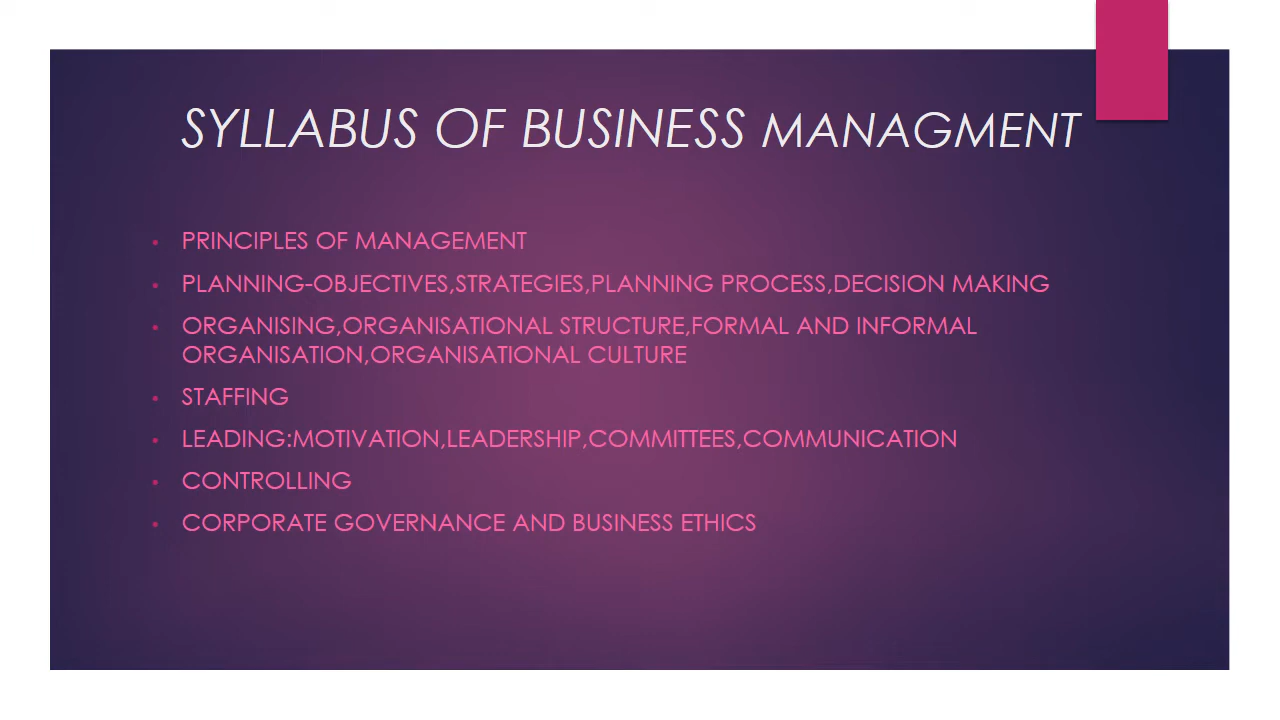 SYLLABUS OF BUSINESS MANAGMENT
PRINCIPLES OF MANAGEMENT
PLANNING-OBJECTIVES,STRATEGIES,PLANNING PROCESS,DECISION MAKING
ORGANISING,ORGANISATIONAL STRUCTURE,FORMAL AND INFORMAL
ORGANISATION,ORGANISATIONAL CULTURE
STAFFING
LEADING:MOTIVATION,LEADERSHIP,COMMITTEES,COMMUNICATION
CONTROLLING
CORPORATE GOVERNANCE AND BUSINESS ETHICS